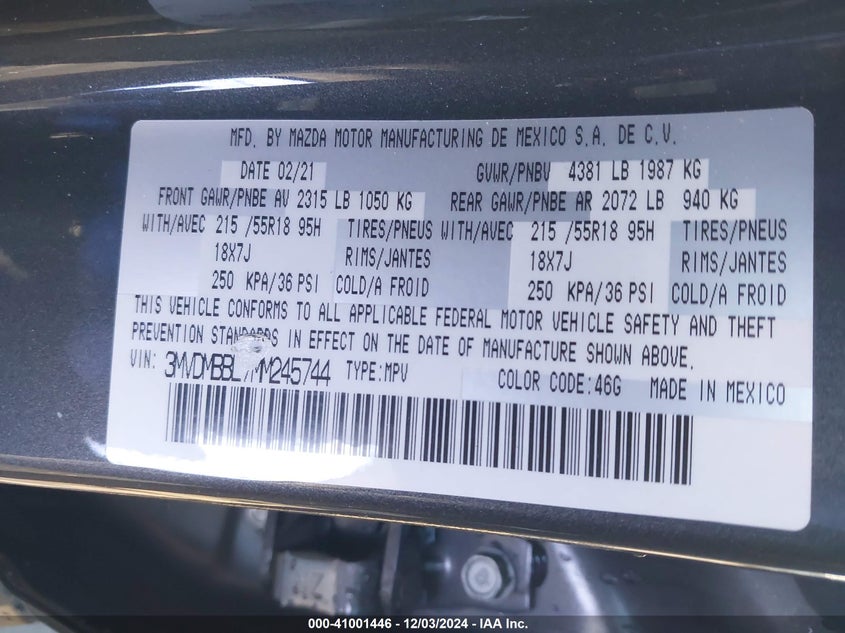 MFD. BY MAZDA MOTOR MANUFACTURING DE MEXICO S.A. DE C.V.
DATE 02/21 GVWR/PNBV 4381 LB 1987 KG
FRONT GAWR/PNBE AV 2315 LB 1050 KG REAR GAWR/PNBE AR 2072 LB 940 KG
WITH/AVEC 215 /55R18 95H TIRES/PNEUS WITH/AVEC 215 /55R18 95H TIRES/PNEUS
18X7J RIMS/JANTES 18X7J RIMS/JANTES
250 KPA/36 PSI COLD/A FROID 250 KPA/36 PSI COLD/A FROID
THIS VEHICLE CONFORMS TO ALL APPLICABLE FEDERAL MOTOR VEHICLE SAFETY AND THEFT
PREVENTION STANDARDS IN EFFECT ON THE DATE OF MANUFACTURE SHOWN ABOVE.
VIN: TYPE:MPV COLOR CODE:46G MADE IN MEXICO
000-41001446 - 12/03/2024 - IAA Inc.